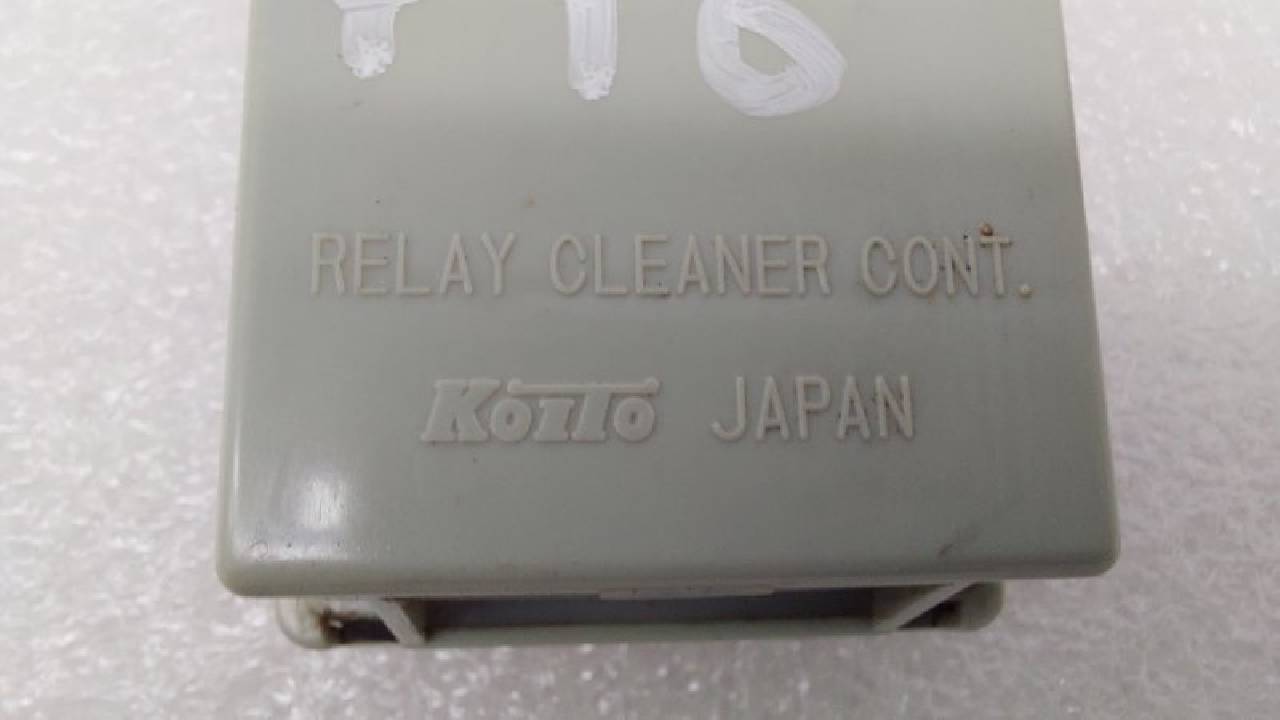 RELAY CLEANER CONT.
KOITO JAPAN